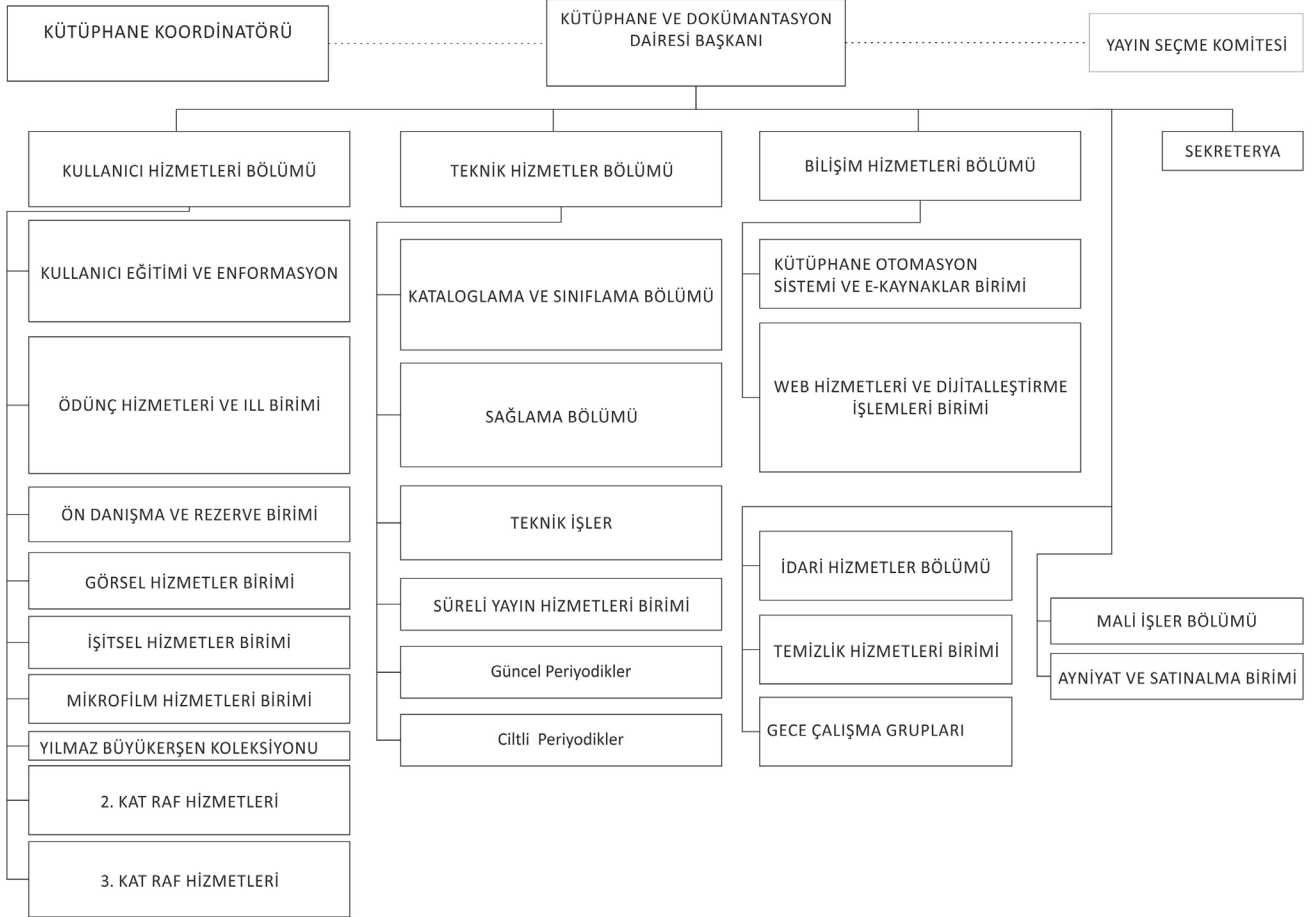 KÜTÜPHANE KOORDİNATÖRÜ
KÜTÜPHANE VE DOKÜMANTASYON
DAİRESİ BAŞKANI
YAYIN SEÇME KOMİTESİ
KULLANICI HİZMETLERİ BÖLÜMÜ
TEKNİK HİZMETLER BÖLÜMÜ
BİLİŞİM HİZMETLERİ BÖLÜMÜ
SEKRETERYA
KULLANICI EĞİTİMİ VE ENFORMASYON
ÖDÜNÇ HİZMETLERİ VE ILL BİRİMİ
ÖN DANIŞMA VE REZERVE BİRİMİ
GÖRSEL HİZMETLER BİRİMİ
İŞİTSEL HİZMETLER BİRİMİ
MİKROFİLM HİZMETLERİ BİRİMİ
YILMAZ BÜYÜKERŞEN KOLEKSİYONU
2. KAT RAF HİZMETLERİ
3. KAT RAF HİZMETLERİ
KATALOGLAMA VE SINIFLAMA BÖLÜMÜ
SAĞLAMA BÖLÜMÜ
TEKNİK İŞLER
SÜRELİ YAYIN HİZMETLERİ BİRİMİ
Güncel Periyodikler
Ciltli Periyodikler
KÜTÜPHANE OTOMASYON
SİSTEMİ VE E-KAYNAKLAR BİRİMİ
WEB HİZMETLERİ VE DİJİTALLEŞTİRME
İŞLEMLERİ BİRİMİ
İDARİ HİZMETLER BÖLÜMÜ
TEMİZLİK HİZMETLERİ BİRİMİ
GECE ÇALIŞMA GRUPLARI
MALİ İŞLER BÖLÜMÜ
AYNİYAT VE SATINALMA BİRİMİ